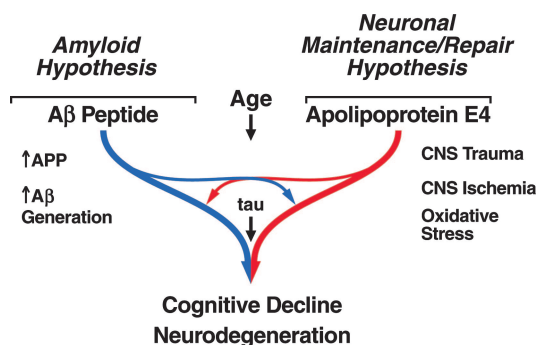 Amyloid
Hypothesis
Neuronal
Maintenance/Repair
Hypothesis
Aβ Peptide
Age
Apolipoprotein E4
↑APP
↑Aβ
Generation
tau
CNS Trauma
CNS Ischemia
Oxidative
Stress
Cognitive Decline
Neurodegeneration